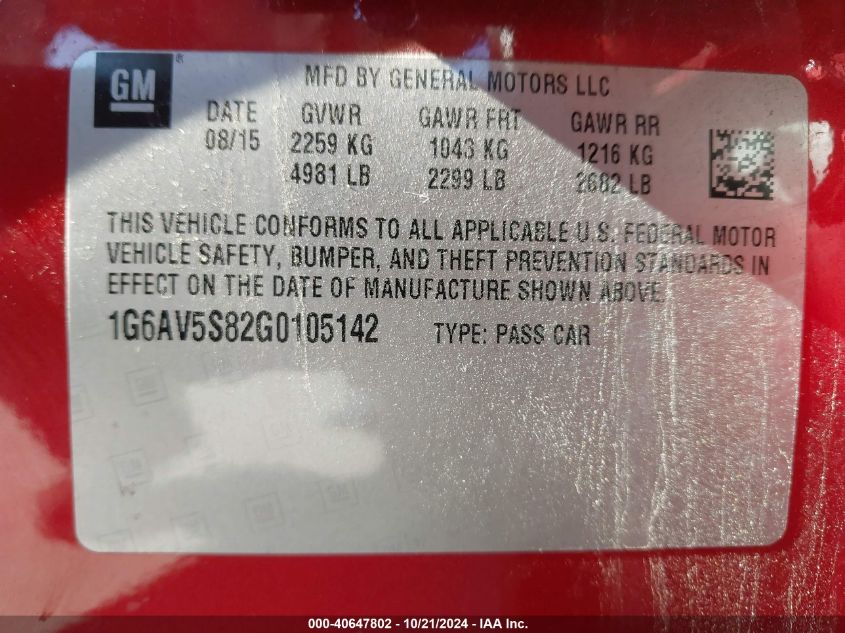 GM ®
MFD BY GENERAL MOTORS LLC
DATE GVWR GAWR FRT GAWR RR
08/15 2259 KG 1043 KG 1216 KG
4981 LB 2299 LB 2682 LB
THIS VEHICLE CONFORMS TO ALL APPLICABLE U.S. FEDERAL MOTOR
VEHICLE SAFETY, BUMPER, AND THEFT PREVENTION STANDARDS IN
EFFECT ON THE DATE OF MANUFACTURE SHOWN ABOVE.
1G6AV5S82G0105142 TYPE: PASS CAR
000-40647802 - 10/21/2024 - IAA Inc.